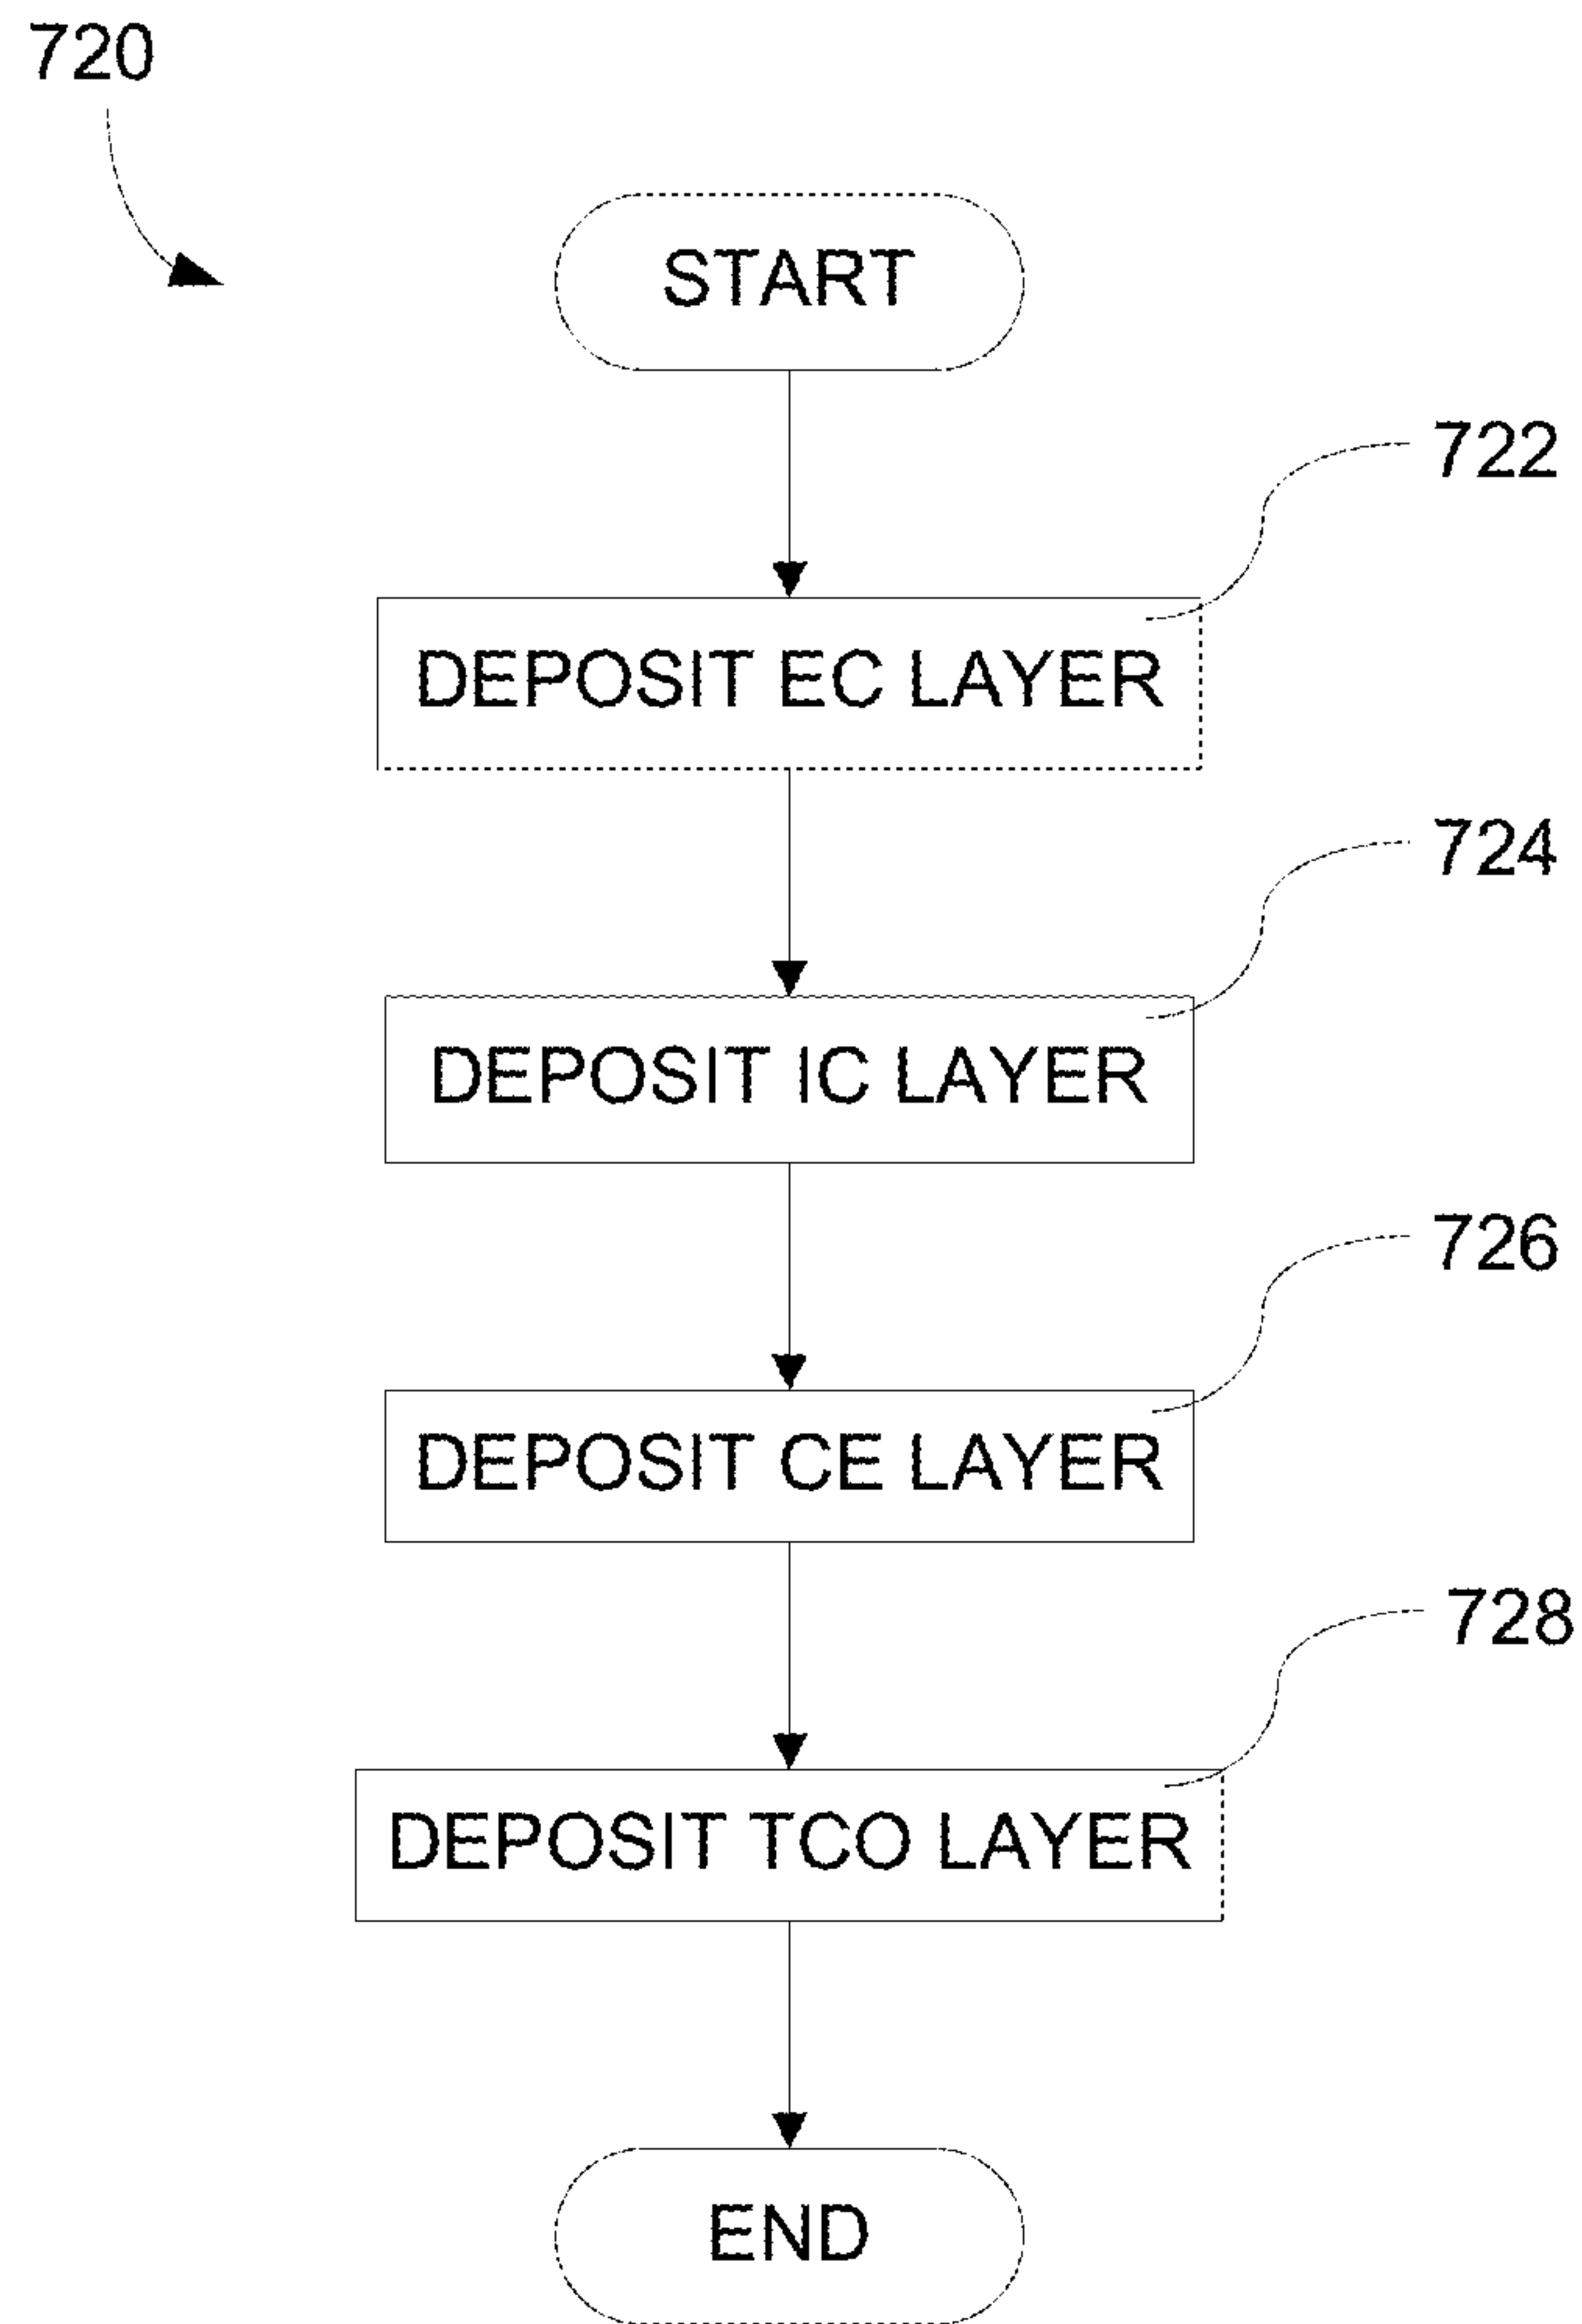 720
START
722
DEPOSIT EC LAYER
724
DEPOSIT IC LAYER
726
DEPOSIT CE LAYER
728
DEPOSIT TCO LAYER
END